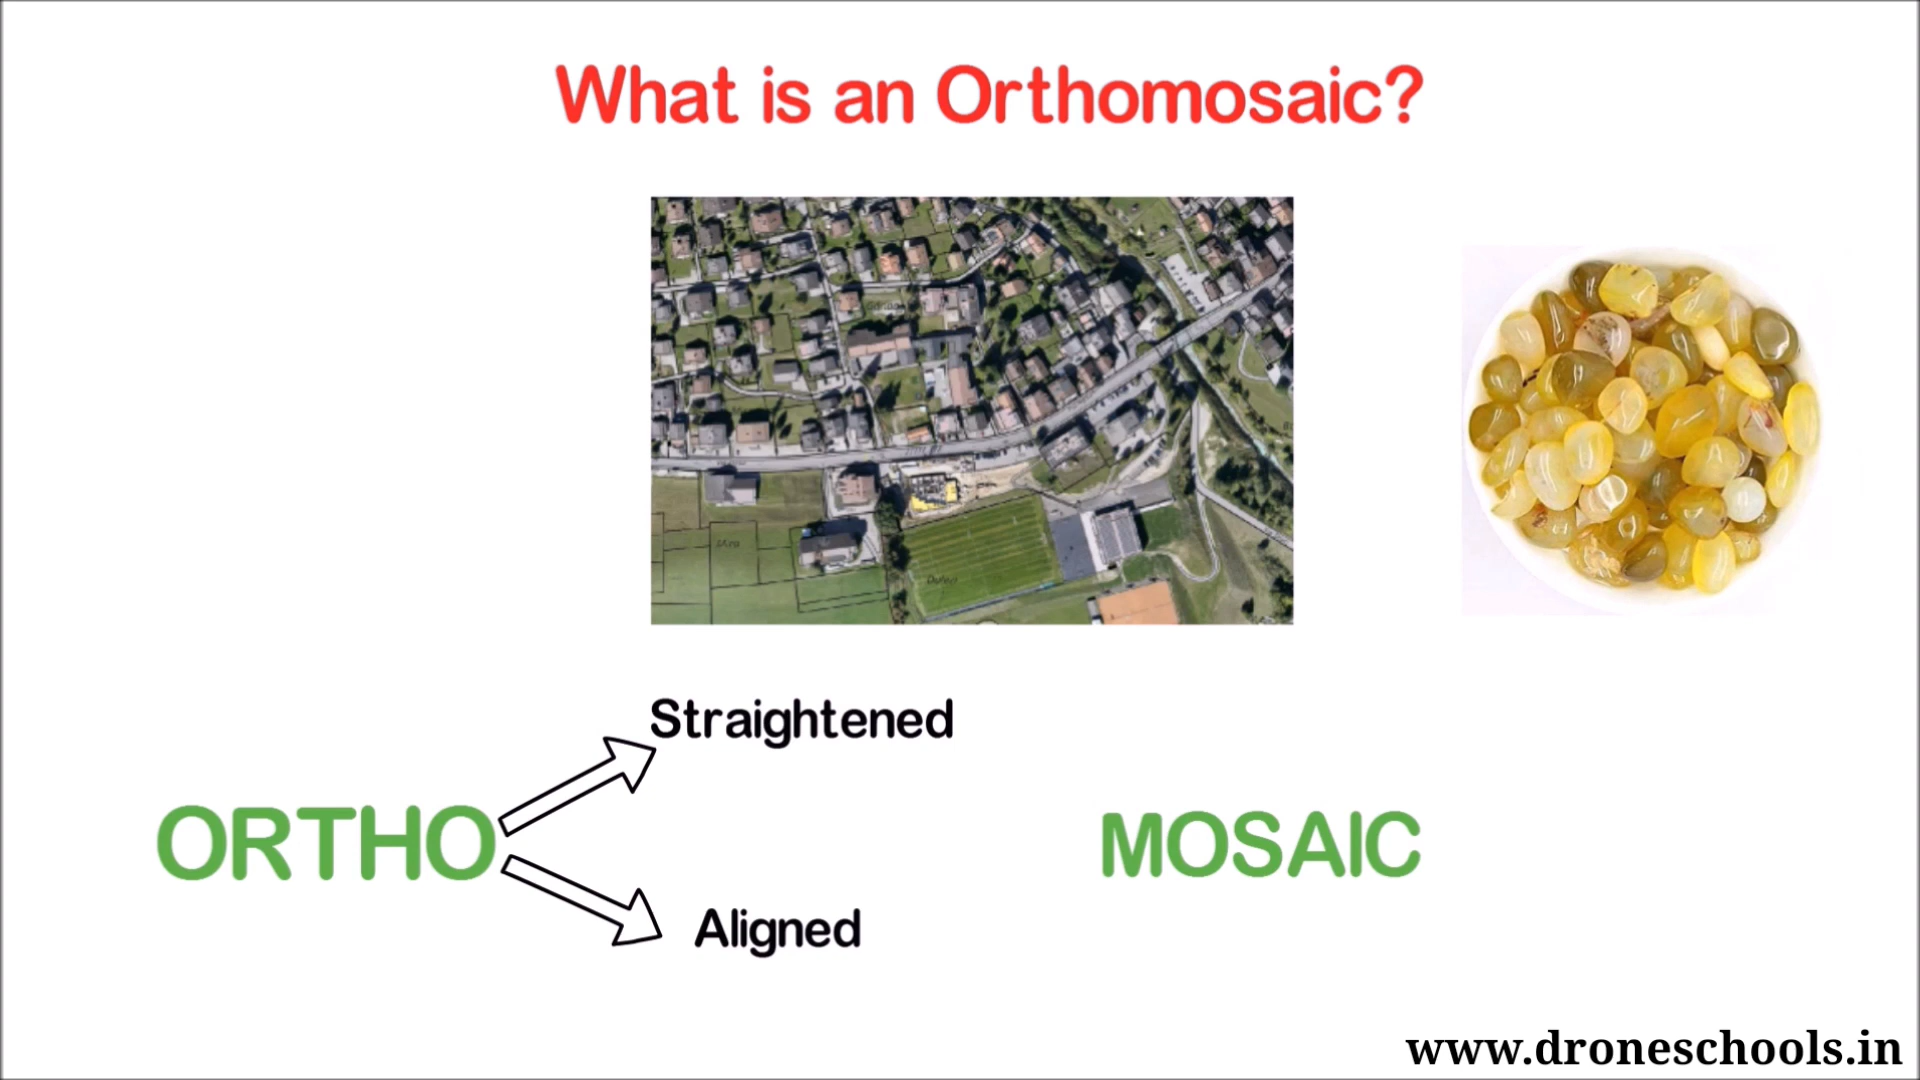 What is an Orthomosaic?
Straightened
ORTHO
MOSAIC
Aligned
www.droneschools.in